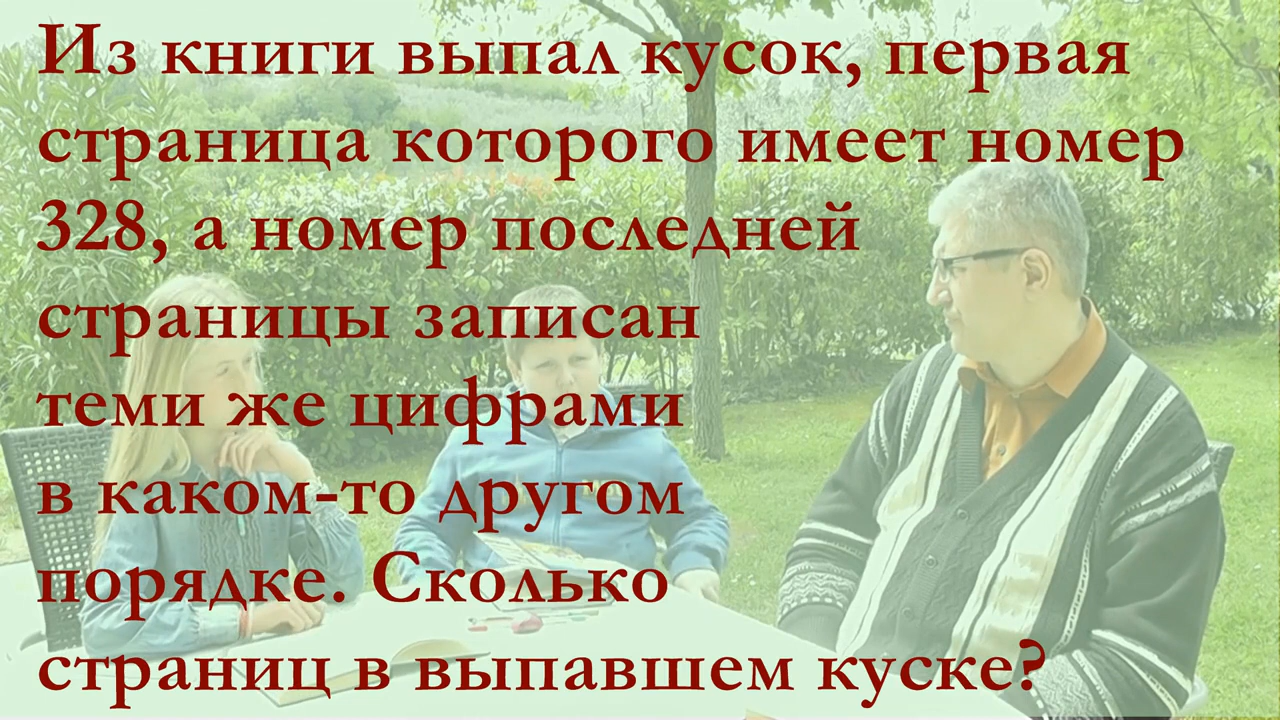 Из книги выпал кусок, первая
страница которого имеет номер
328, а номер последней
страницы записан
теми же цифрами
в каком-то другом
порядке. Сколько
страниц в выпавшем куске?